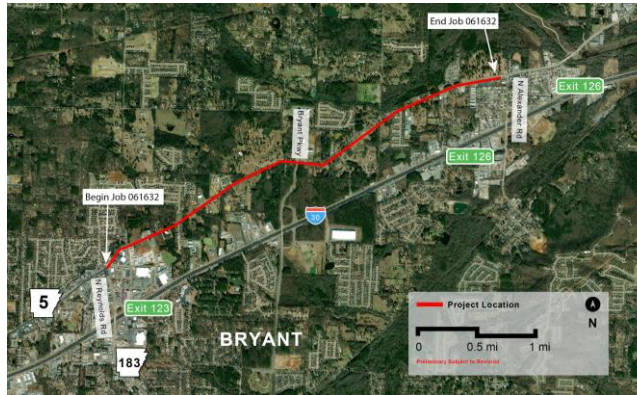 End Job 061632
Exit 126
N Alexander Rd
Bryant Pkwy
Exit 126
Begin Job 061632
30
5
N Reynolds Rd
Exit 123
183
BRYANT
Project Location
N
0 0.5 mi 1 mi
Preliminary Subject to Revision